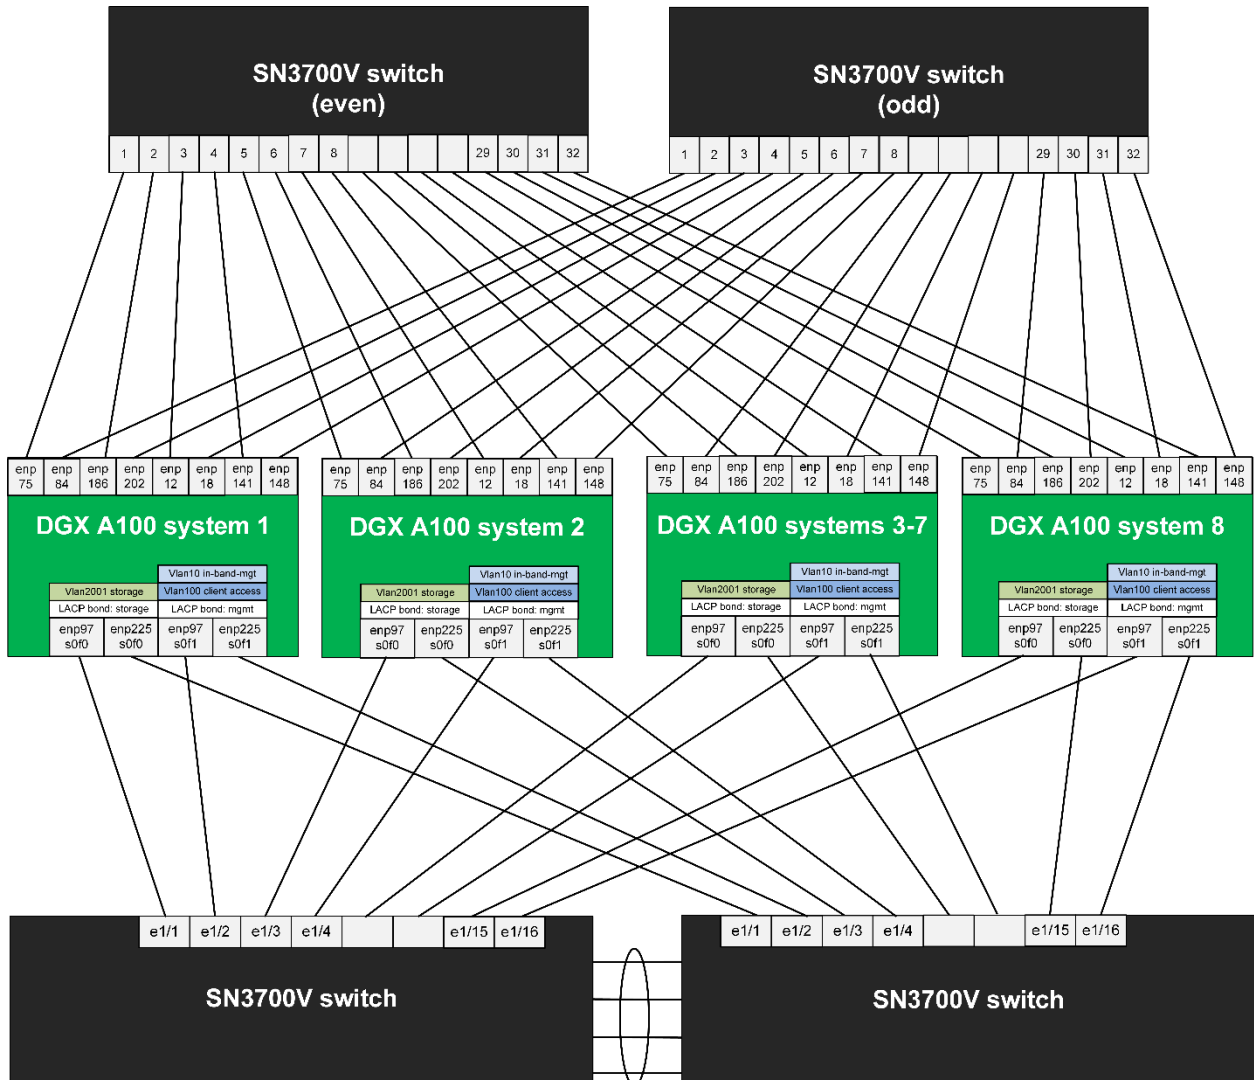 SN3700V switch
(even)
SN3700V switch
(odd)
1 2 3 4 5 6 7 8 29 30 31 32
1 2 3 4 5 6 7 8 29 30 31 32
enp enp enp enp enp enp enp enp
75 84 186 202 12 18 141 148
enp enp enp enp enp enp enp enp
75 84 186 202 12 18 141 148
enp enp enp enp enp enp enp enp
75 84 186 202 12 18 141 148
enp enp enp enp enp enp enp enp
75 84 186 202 12 18 141 148
DGX A100 system 1
Vlan10 in-band-mgt
Vlan2001 storage Vlan100 client access
LACP bond: storage LACP bond: mgmt
enp97 enp225 enp97 enp225
s0f0 s0f0 s0f1 s0f1
DGX A100 system 2
Vlan10 in-band-mgt
Vlan2001 storage Vlan100 client access
LACP bond: storage LACP bond: mgmt
enp97 enp225 enp97 enp225
s0f0 s0f0 s0f1 s0f1
DGX A100 systems 3-7
Vlan10 in-band-mgt
Vlan2001 storage Vlan100 client access
LACP bond: storage LACP bond: mgmt
enp97 enp225 enp97 enp225
s0f0 s0f0 s0f1 s0f1
DGX A100 system 8
Vlan10 in-band-mgt
Vlan2001 storage Vlan100 client access
LACP bond: storage LACP bond: mgmt
enp97 enp225 enp97 enp225
s0f0 s0f0 s0f1 s0f1
e1/1 e1/2 e1/3 e1/4 e1/15 e1/16
SN3700V switch
e1/1 e1/2 e1/3 e1/4 e1/15 e1/16
SN3700V switch